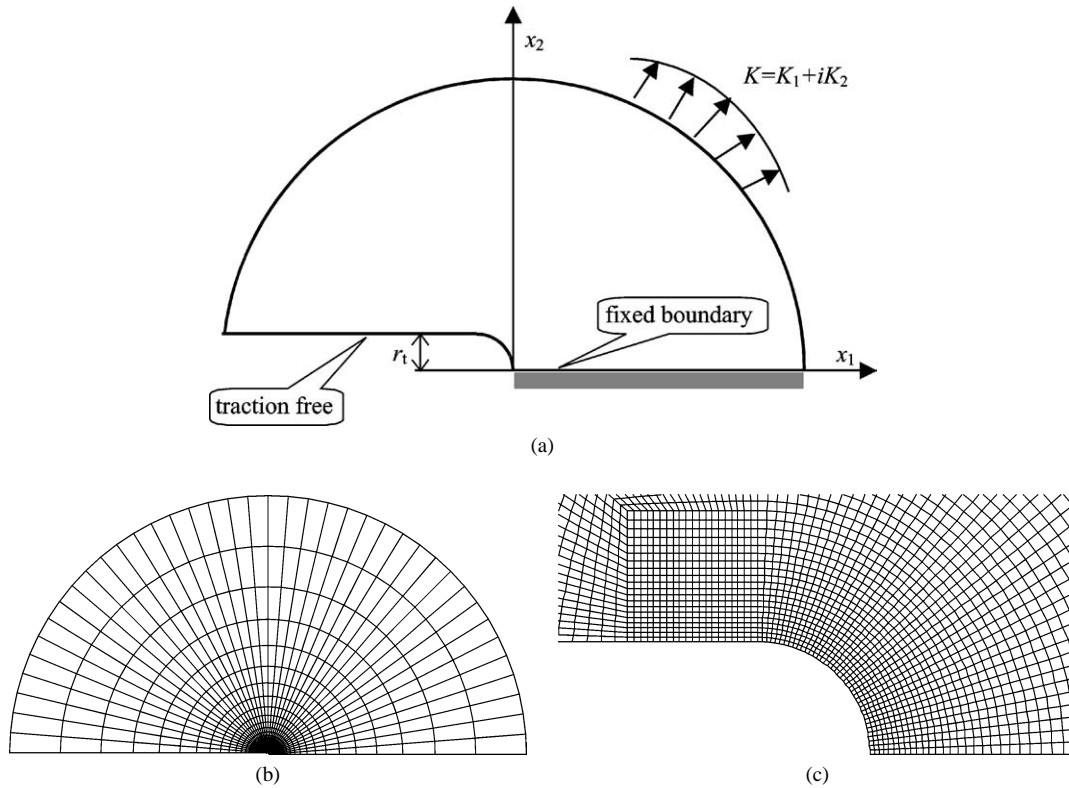 x₂
K=K₁+iK₂
fixed boundary
rₜ
x₁
traction free
(a)
(b)
(c)